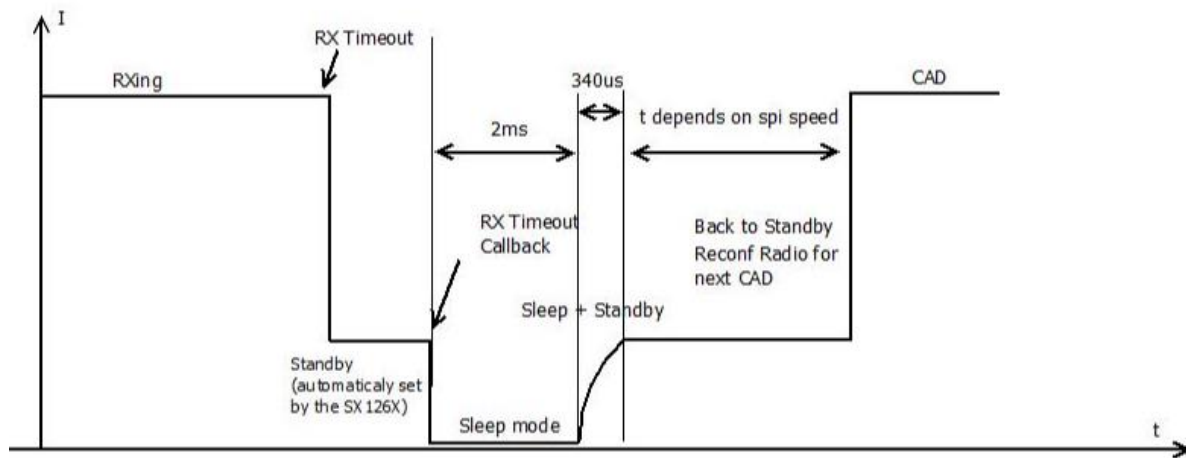 I
RX Timeout
RXing
340us
CAD
2ms
t depends on spi speed
RX Timeout
Callback
Back to Standby
Reconf Radio for
next CAD
Sleep + Standby
Standby
(automaticaly set
by the SX126X)
Sleep mode
t